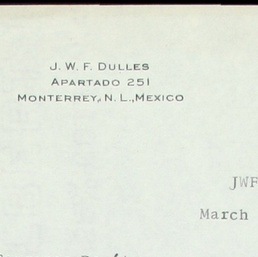 J. W. F. DULLES
APARTADO 251
MONTERREY, N. L., MEXICO
JWF
March